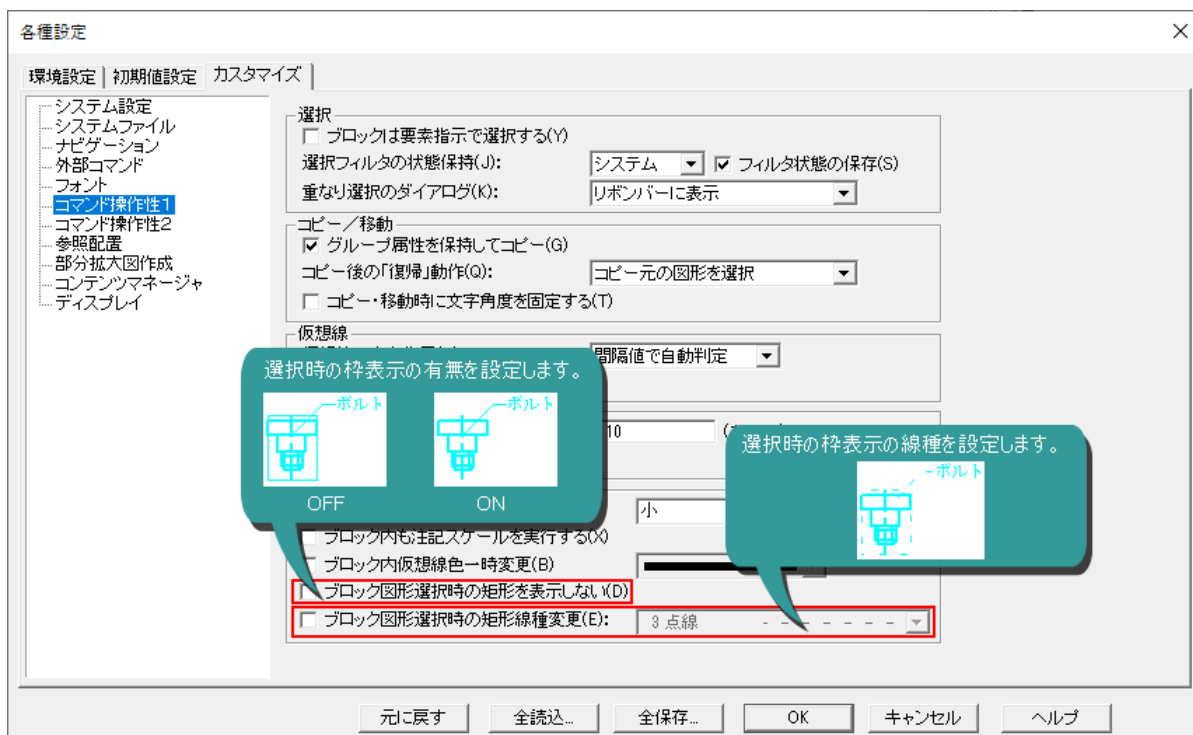 各種設定
環境設定 初期値設定 カスタマイズ
システム設定
システムファイル
ナビゲーション
外部コマンド
フォント
コマンド操作性1
コマンド操作性2
参照配置
部分拡大図作成
コンテンツマネージャ
ディスプレイ
選択
ブロックは要素指示で選択する(Y)
選択フィルタの状態保持(J): システム フィルタ状態の保存(S)
重なり選択のダイアログ(K): リボンバーに表示
コピー/移動
グループ属性を保持してコピー(G)
コピー後の「復帰」動作(Q): コピー元の図形を選択
コピー・移動時に文字角度を固定する(T)
仮想線
間隔値で自動判定
選択時の枠表示の有無を設定します。
ボルト ボルト
OFF ON
10
選択時の枠表示の線種を設定します。
ボルト
小
ブロック内も注記スケールを実行する(X)
ブロック内仮想線色一時変更(B)
ブロック図形選択時の矩形を表示しない(D)
ブロック図形選択時の矩形線種変更(E): 3 点線
元に戻す 全読込... 全保存... OK キャンセル ヘルプ